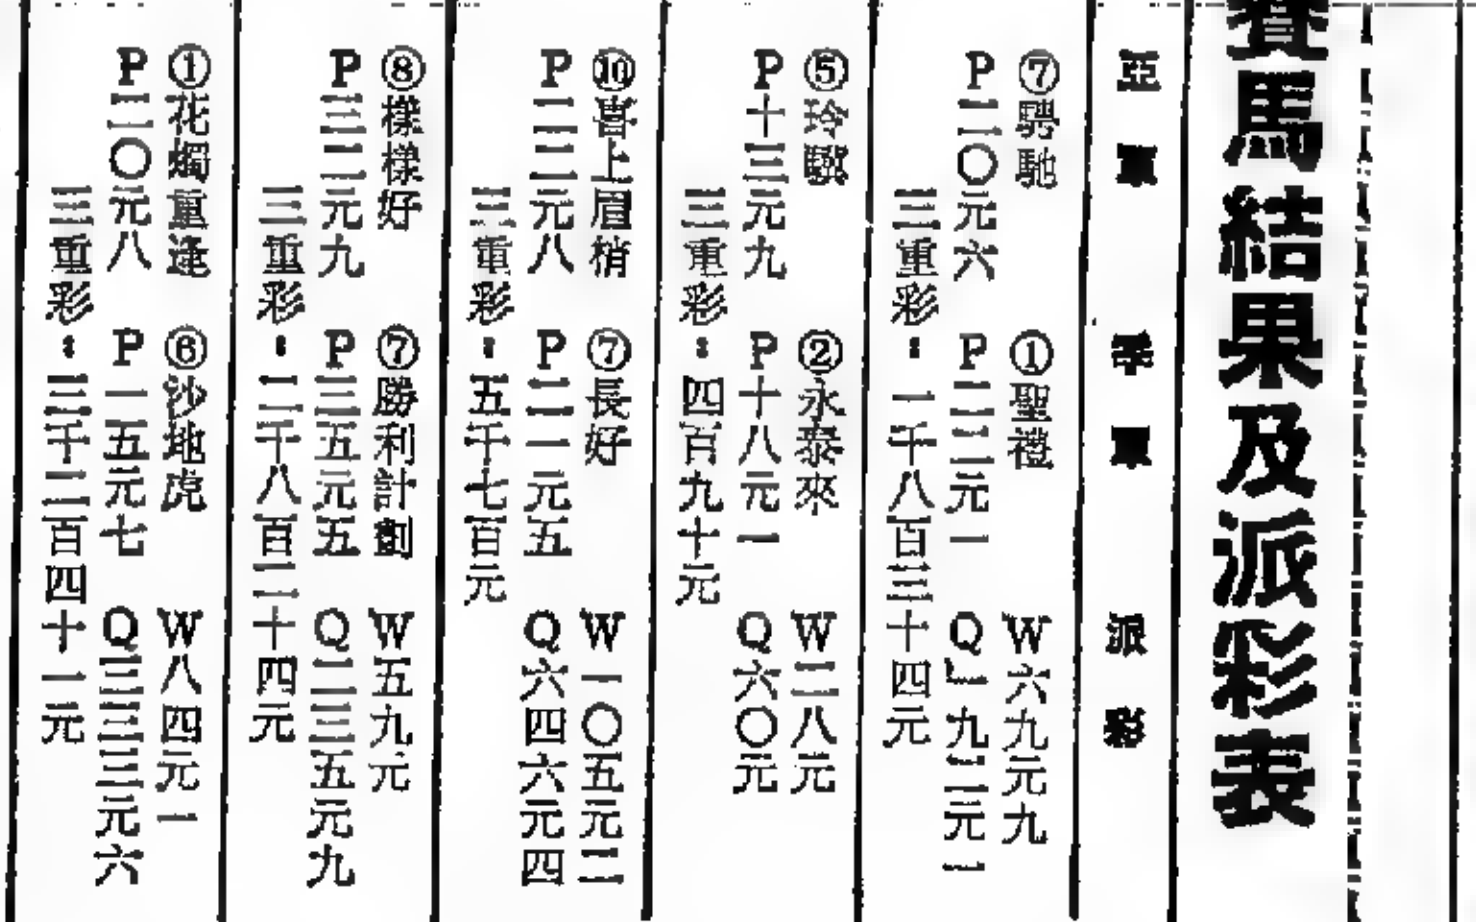 賽馬結果及派彩表
亞軍 季軍 派彩
⑦騁馳 ①聖禮 W六九元九
P二〇元六 P二三元一 Q一九二元一
三重彩：一千八百三十四元
⑤玲驥 ②永泰來 W二八元
P十三元九 P十八元一 Q六〇元
三重彩：四百九十元
⑩喜上眉梢 ⑦長好 W一〇五元二
P二三元八 P二一元五 Q六四六元四
三重彩：五千七百元
⑧樣樣好 ⑦勝利計劃 W五九元
P三二元九 P三五元五 Q二三五元九
三重彩：二千八百二十四元
①花燭重逢 ⑥沙地虎 W八四元一
P二〇元八 P一五元七 Q三三三元六
三重彩：三千二百四十一元